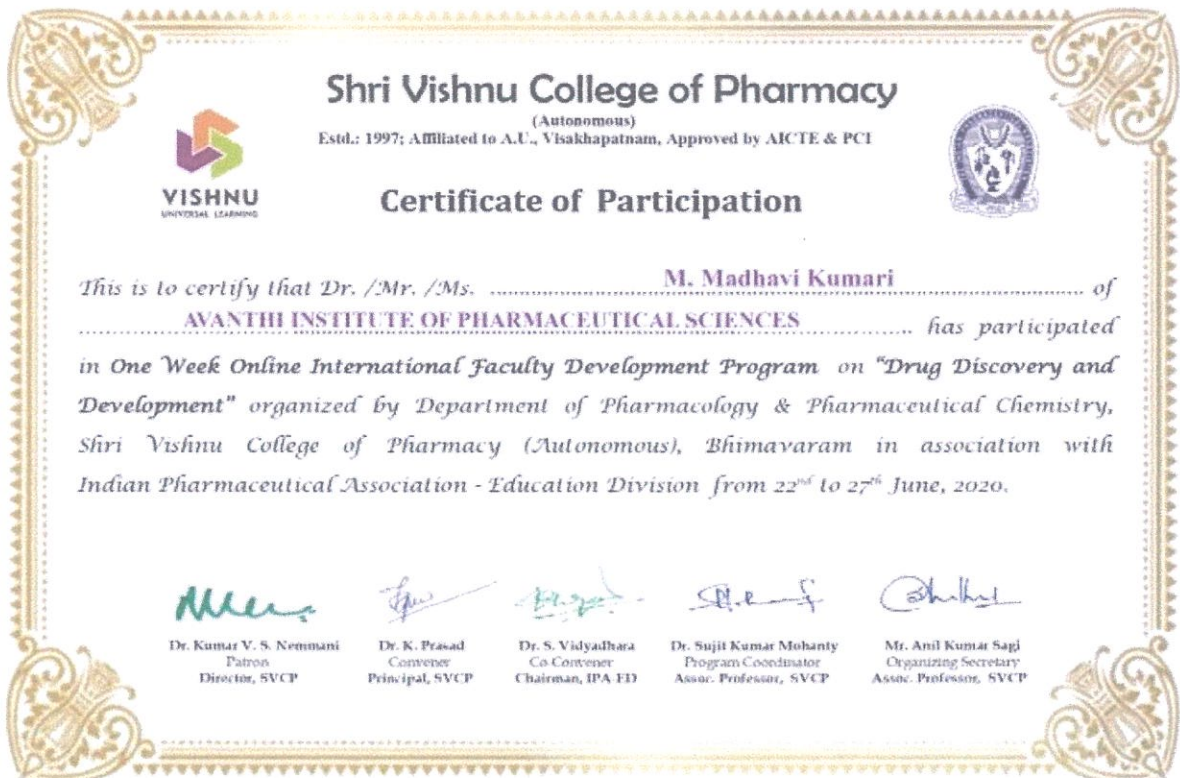 Shri Vishnu College of Pharmacy
(Autonomous)
Estd.: 1997; Affiliated to A.U., Visakhapatnam, Approved by AICTE & PCI
VISHNU
UNIVERSAL LEARNING
Certificate of Participation
This is to certify that Dr. /Mr. /Ms. M. Madhavi Kumari of
AVANTHI INSTITUTE OF PHARMACEUTICAL SCIENCES has participated
in One Week Online International Faculty Development Program on "Drug Discovery and
Development" organized by Department of Pharmacology & Pharmaceutical Chemistry,
Shri Vishnu College of Pharmacy (Autonomous), Bhimavaram in association with
Indian Pharmaceutical Association - Education Division from 22nd to 27th June, 2020.
Dr. Kumar V. S. Nemmani Dr. K. Prasad Dr. S. Vidyadhara Dr. Sujit Kumar Mohanty Mr. Anil Kumar Sagi
Patron Convener Co-Convener Program Coordinator Organizing Secretary
Director, SVCP Principal, SVCP Chairman, IPA-ED Assoc. Professor, SVCP Assoc. Professor, SVCP